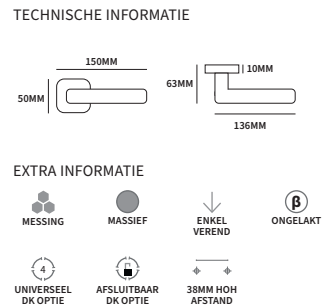 TECHNISCHE INFORMATIE
150MM
50MM
63MM
10MM
136MM
EXTRA INFORMATIE
MESSING
MASSIEF
ENKEL
VEREND
β
ONGELAKT
4
UNIVERSEEL
DK OPTIE
AFSLUITBAAR
DK OPTIE
38MM HOH
AFSTAND